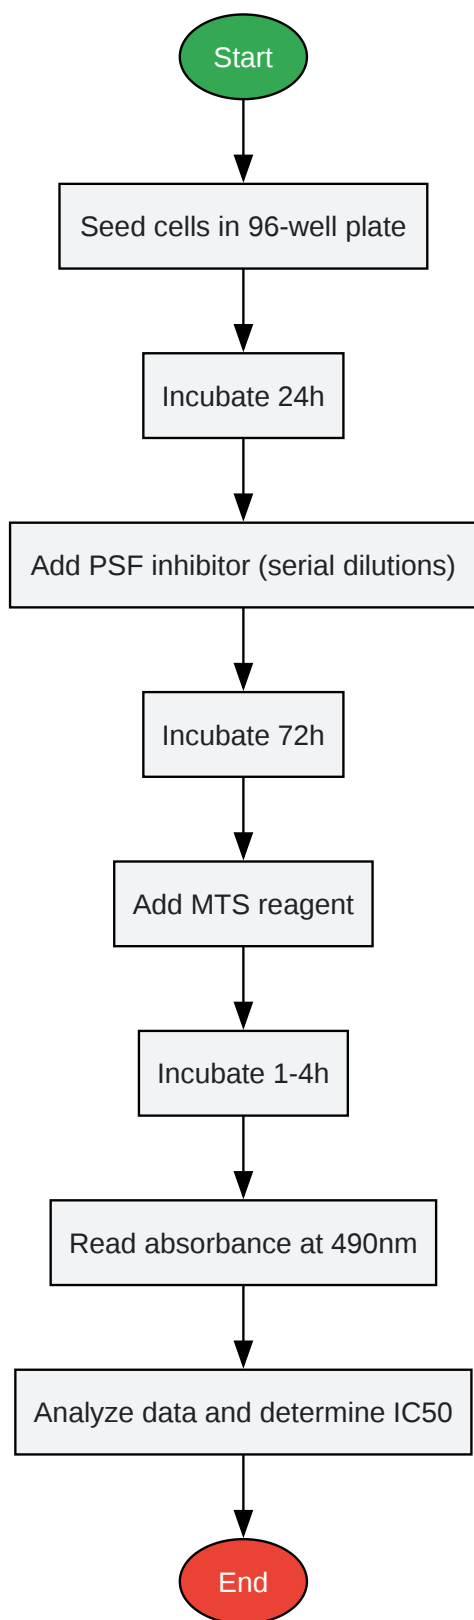 Start
Seed cells in 96-well plate
Incubate 24h
Add PSF inhibitor (serial dilutions)
Incubate 72h
Add MTS reagent
Incubate 1-4h
Read absorbance at 490nm
Analyze data and determine IC50
End